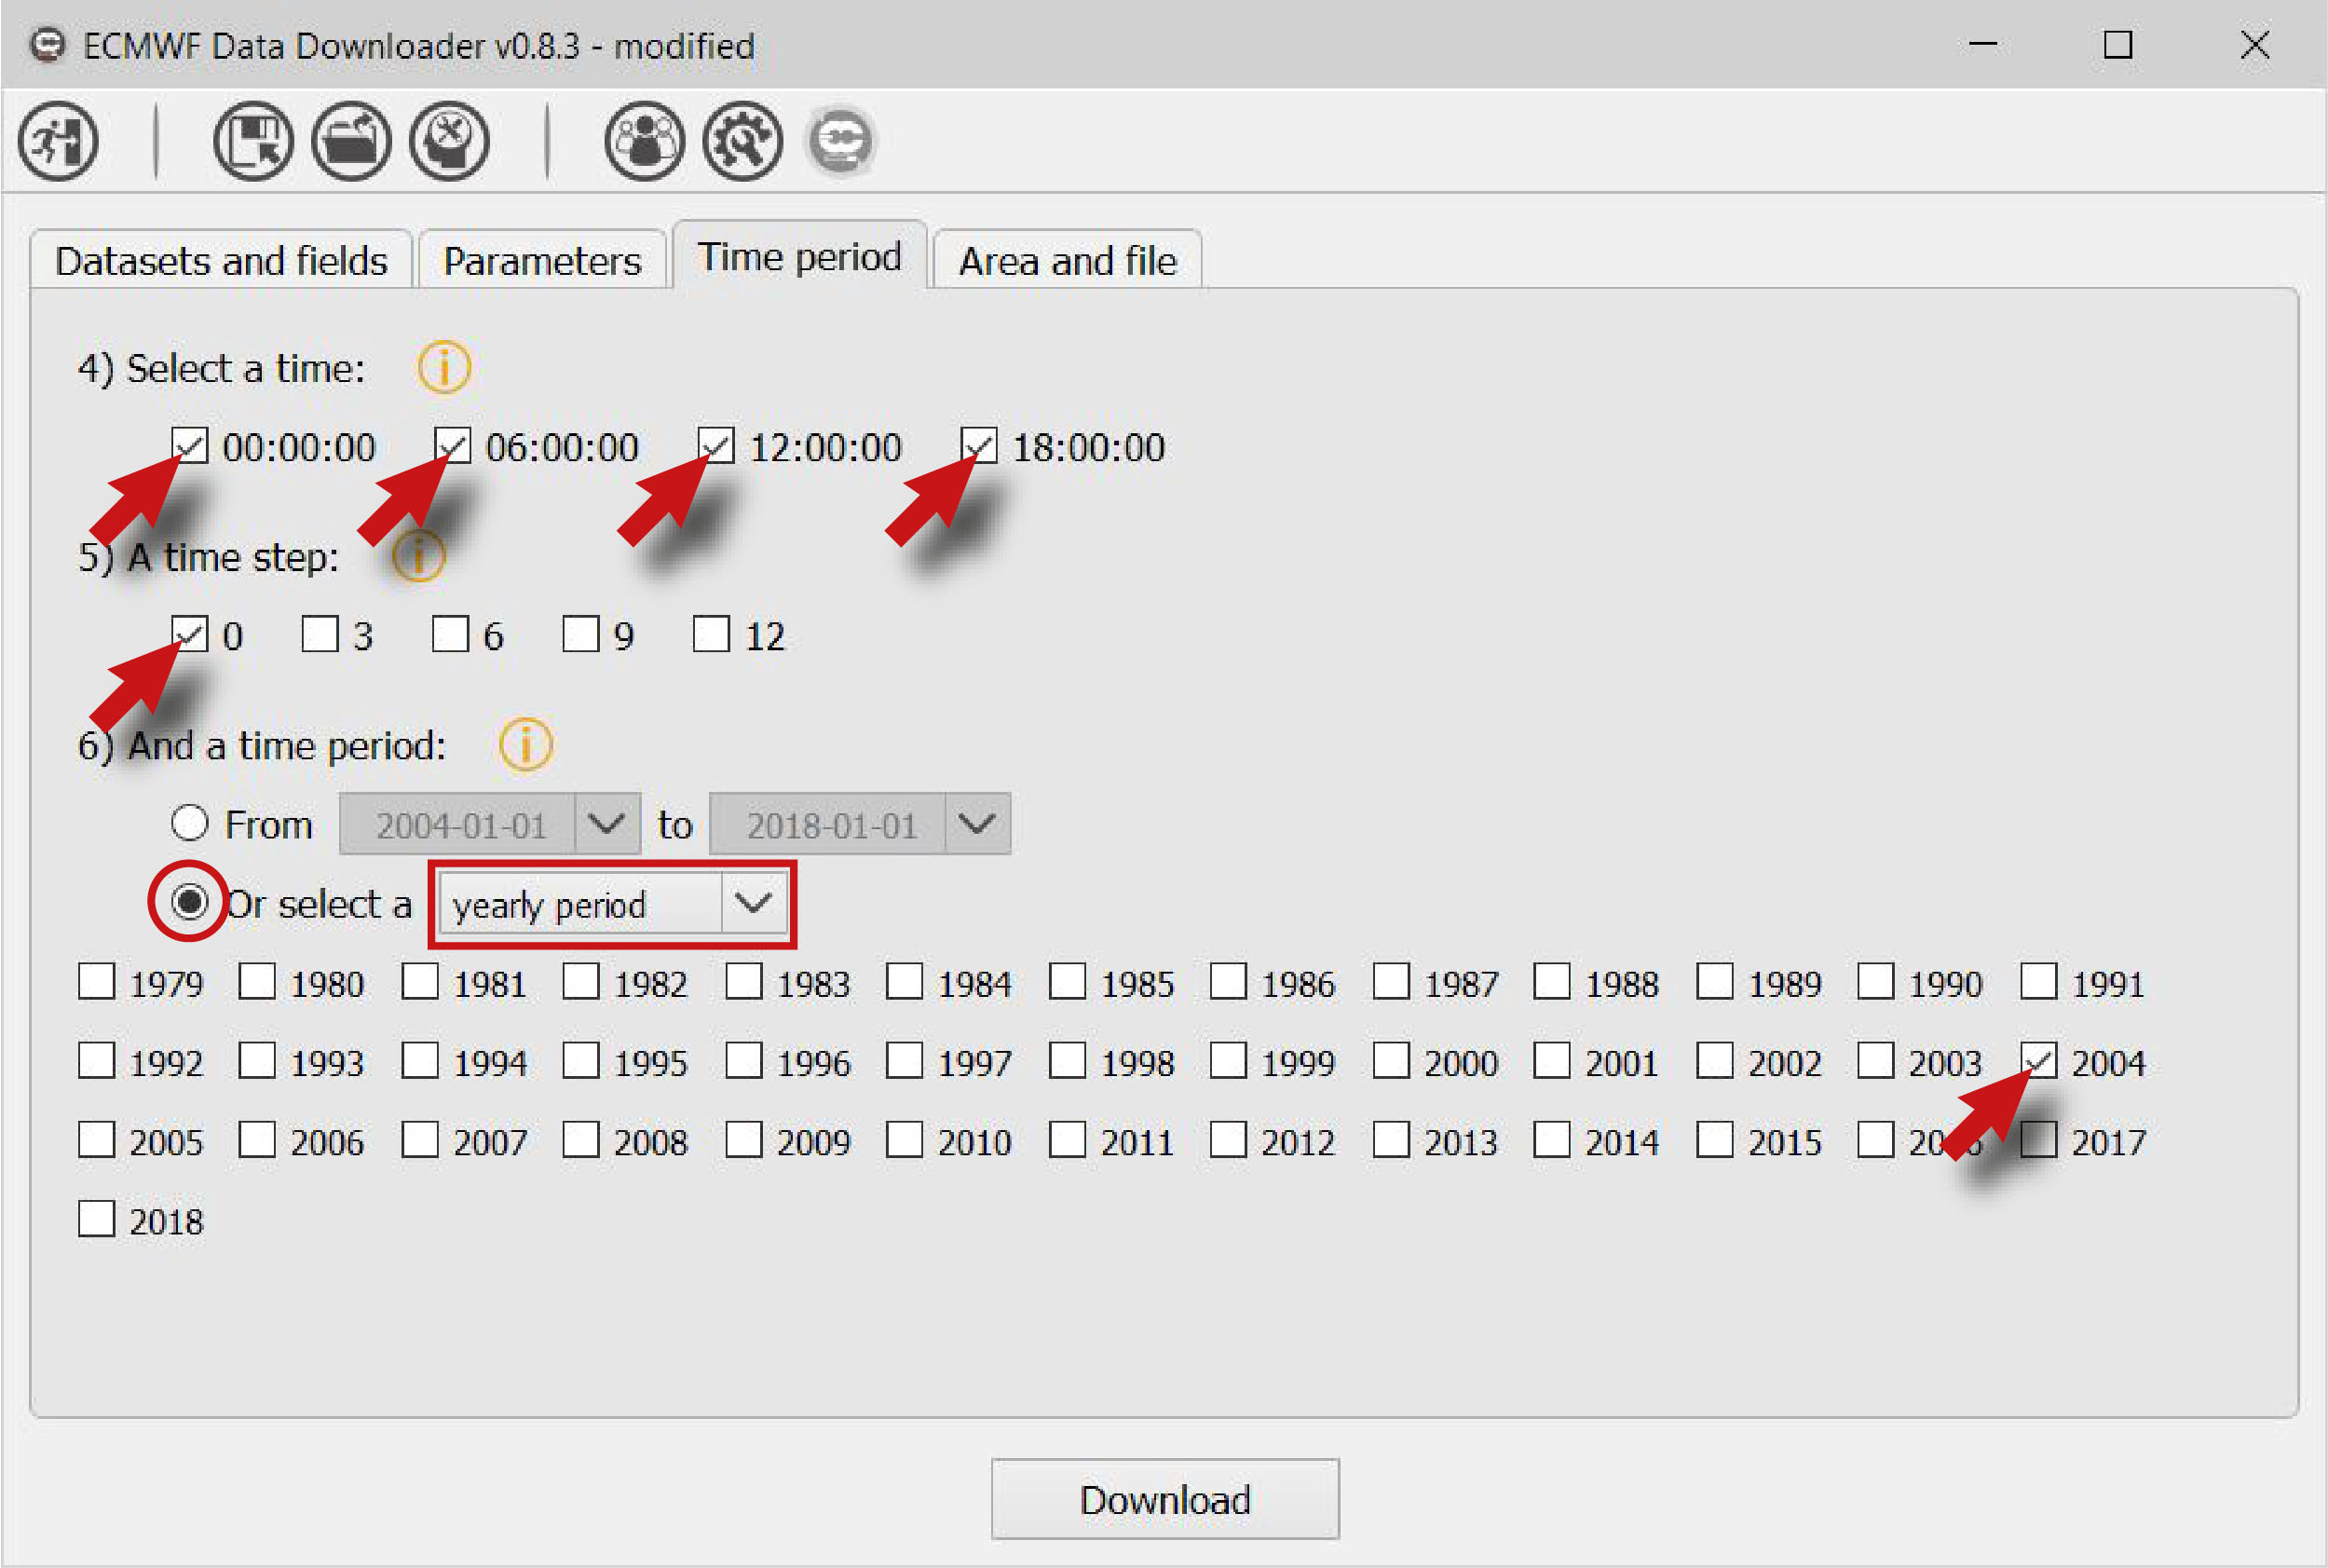 ECMWF Data Downloader v0.8.3 - modified
Datasets and fields Parameters Time period Area and file
4) Select a time:
00:00:00 06:00:00 12:00:00 18:00:00
5) A time step:
0 3 6 9 12
6) And a time period:
From 2004-01-01 to 2018-01-01
Or select a yearly period
1979 1980 1981 1982 1983 1984 1985 1986 1987 1988 1989 1990 1991
1992 1993 1994 1995 1996 1997 1998 1999 2000 2001 2002 2003 2004
2005 2006 2007 2008 2009 2010 2011 2012 2013 2014 2015 2017
2018
Download